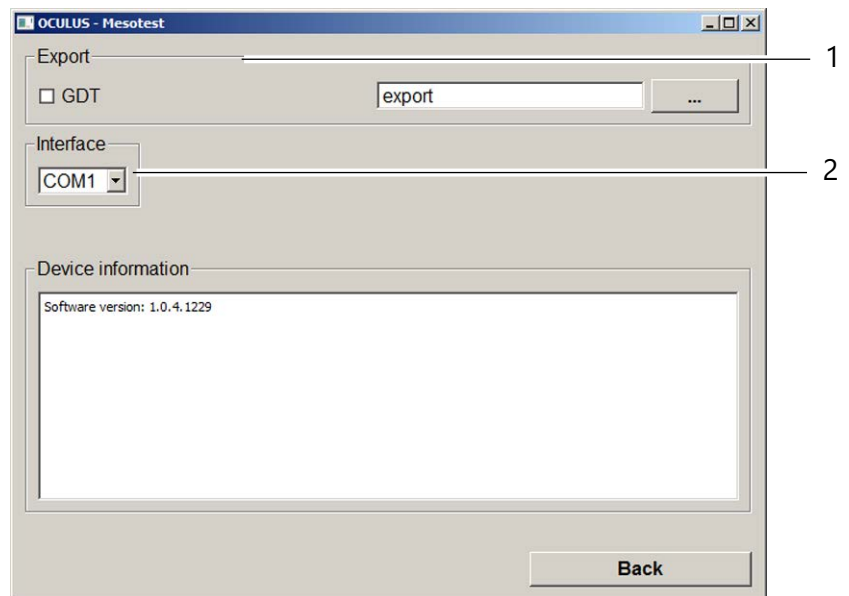 OCULUS - Mesotest
Export
1
GDT
export
...
Interface
COM1
2
Device information
Software version: 1.0.4.1229
Back